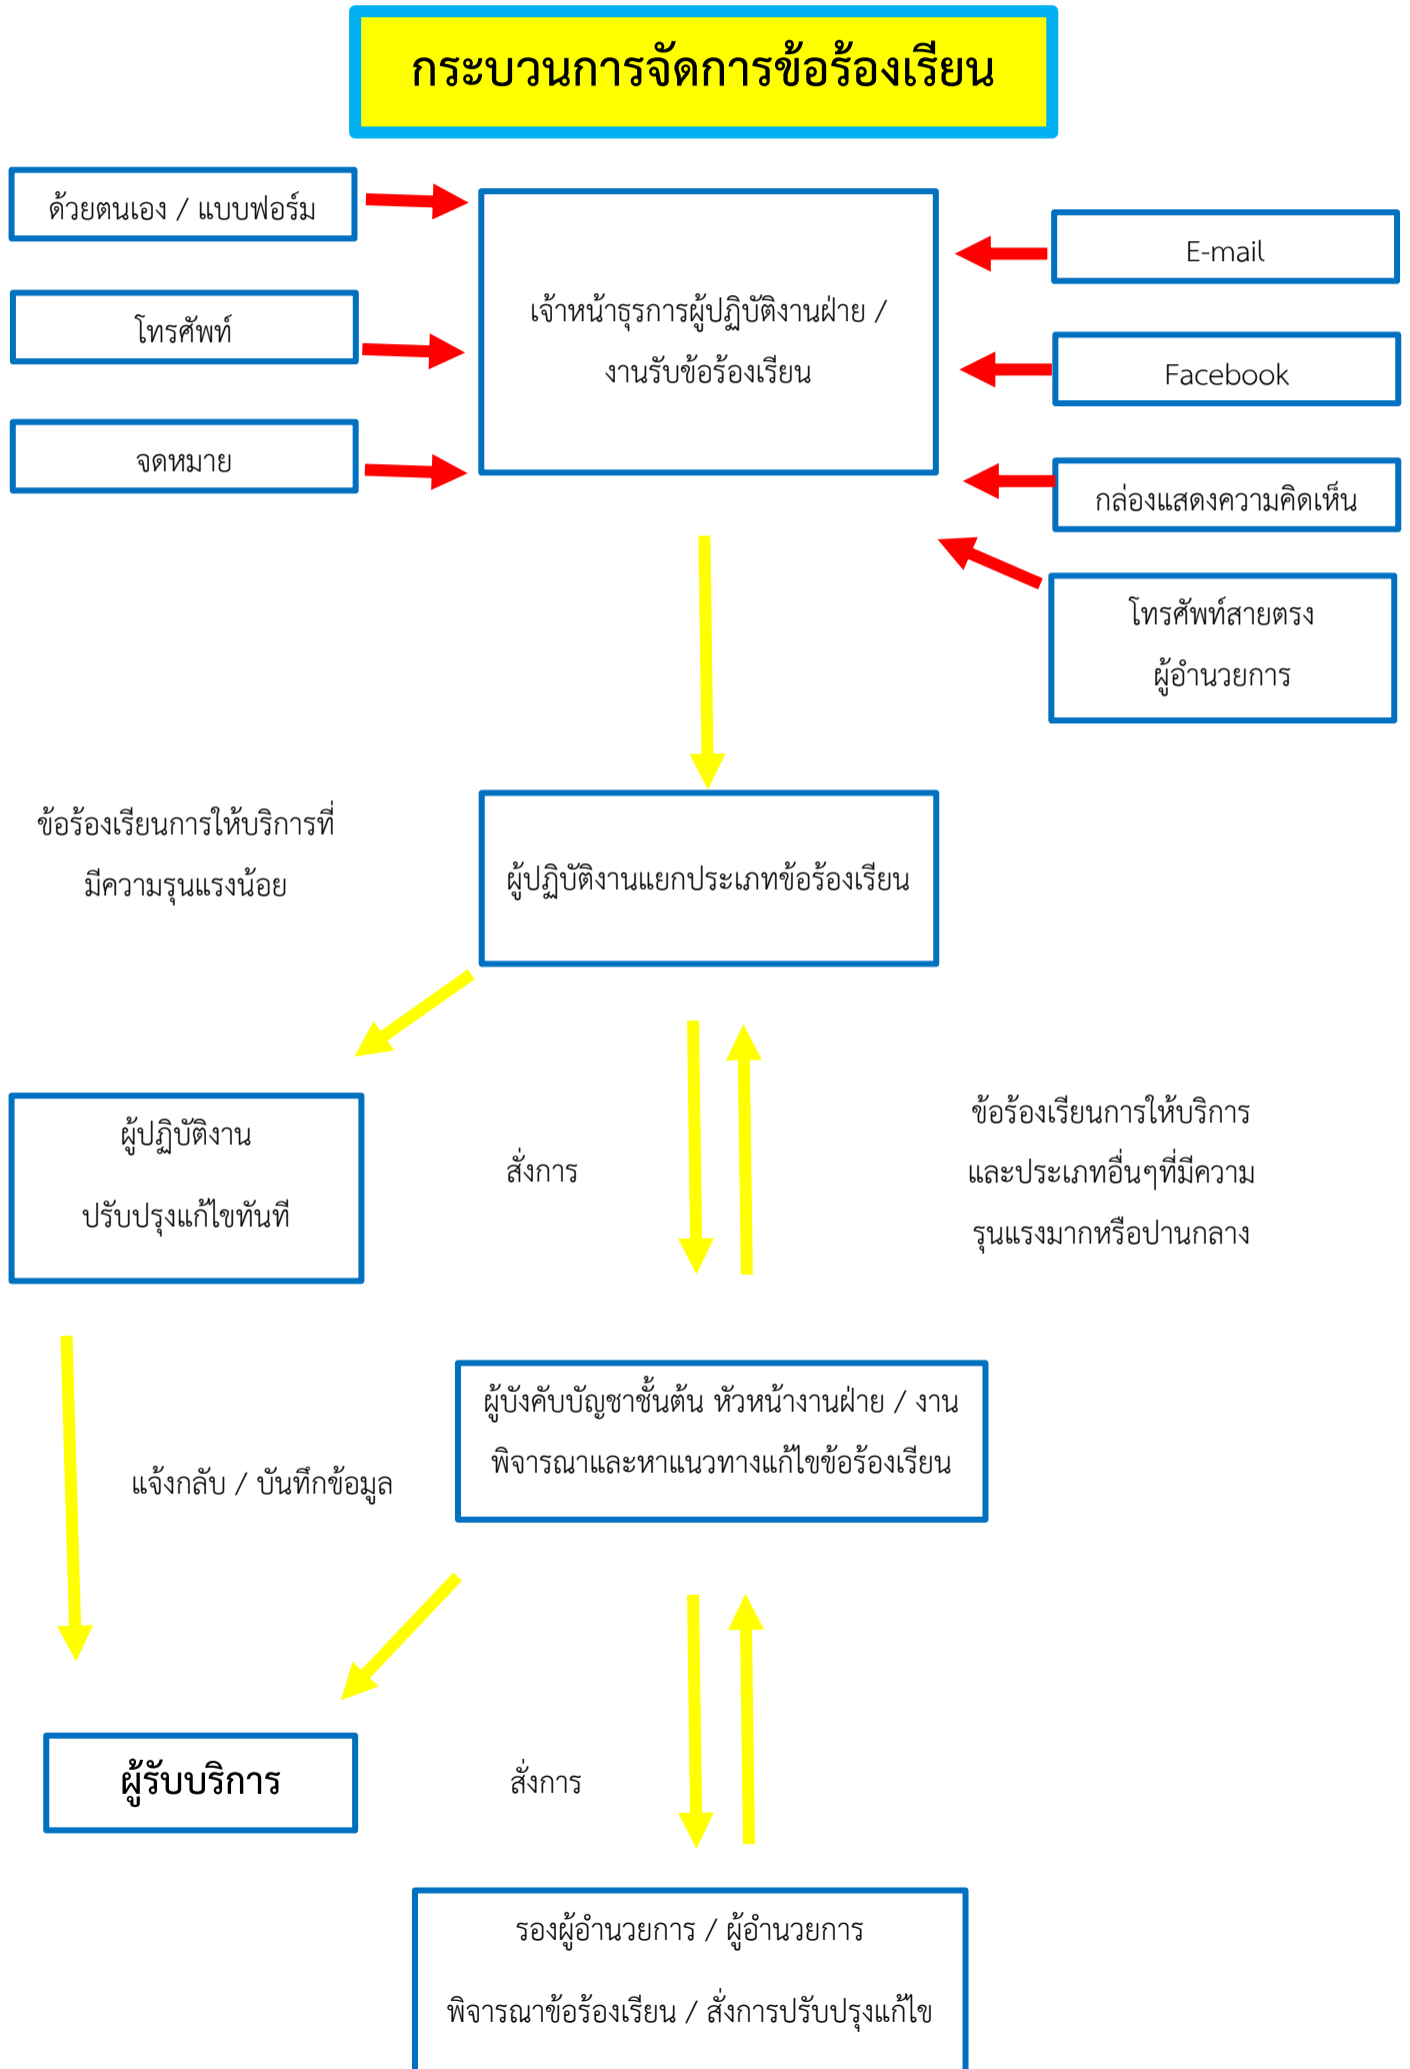 กระบวนการจัดการข้อร้องเรียน
ด้วยตนเอง / แบบฟอร์ม
โทรศัพท์
จดหมาย
เจ้าหน้าธุรการผู้ปฏิบัติงานฝ่าย /
งานรับข้อร้องเรียน
E-mail
Facebook
กล่องแสดงความคิดเห็น
โทรศัพท์สายตรง
ผู้อำนวยการ
ข้อร้องเรียนการให้บริการที่
มีความรุนแรงน้อย
ผู้ปฏิบัติงานแยกประเภทข้อร้องเรียน
ผู้ปฏิบัติงาน
ปรับปรุงแก้ไขทันที
สั่งการ
ข้อร้องเรียนการให้บริการ
และประเภทอื่นๆที่มีความ
รุนแรงมากหรือปานกลาง
ผู้บังคับบัญชาชั้นต้น หัวหน้างานฝ่าย / งาน
พิจารณาและหาแนวทางแก้ไขข้อร้องเรียน
แจ้งกลับ / บันทึกข้อมูล
ผู้รับบริการ
สั่งการ
รองผู้อำนวยการ / ผู้อำนวยการ
พิจารณาข้อร้องเรียน / สั่งการปรับปรุงแก้ไข